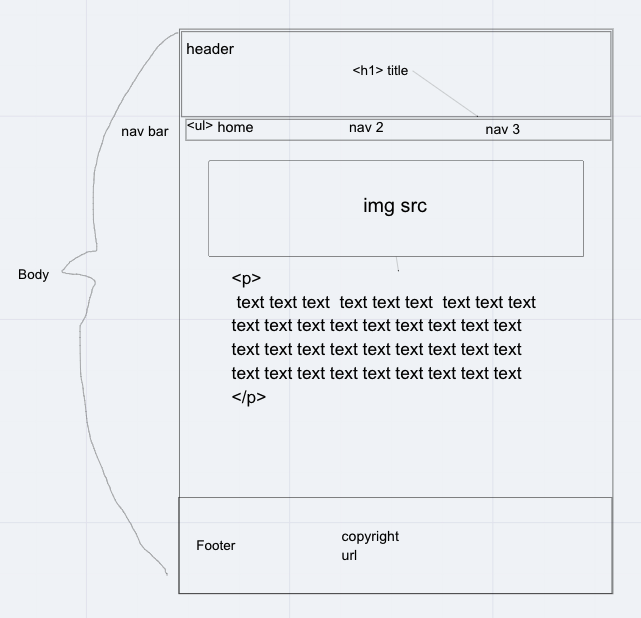 header
<h1> title
nav bar
<ul> home nav 2 nav 3
img src
Body
<p>
text text text text text text text text text
text text text text text text text text text
text text text text text text text text text
text text text text text text text text text
</p>
Footer
copyright
url